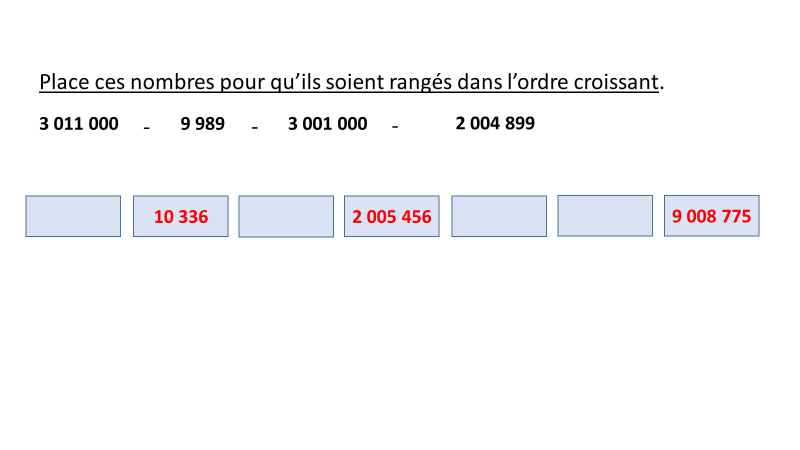 Place ces nombres pour qu’ils soient rangés dans l’ordre croissant.
3 011 000 - 9 989 - 3 001 000 - 2 004 899
10 336 2 005 456 9 008 775